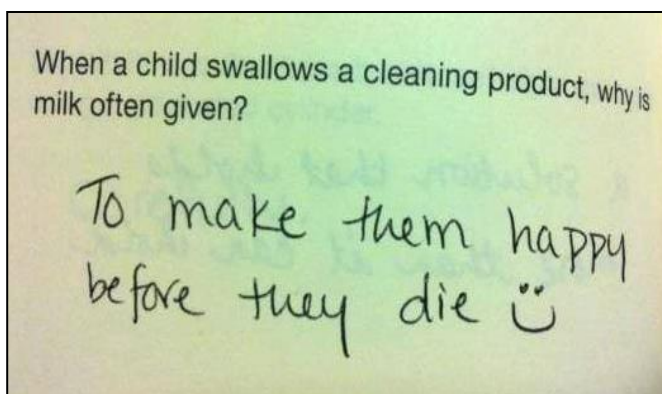 When a child swallows a cleaning product, why is
milk often given?
To make them happy
before they die